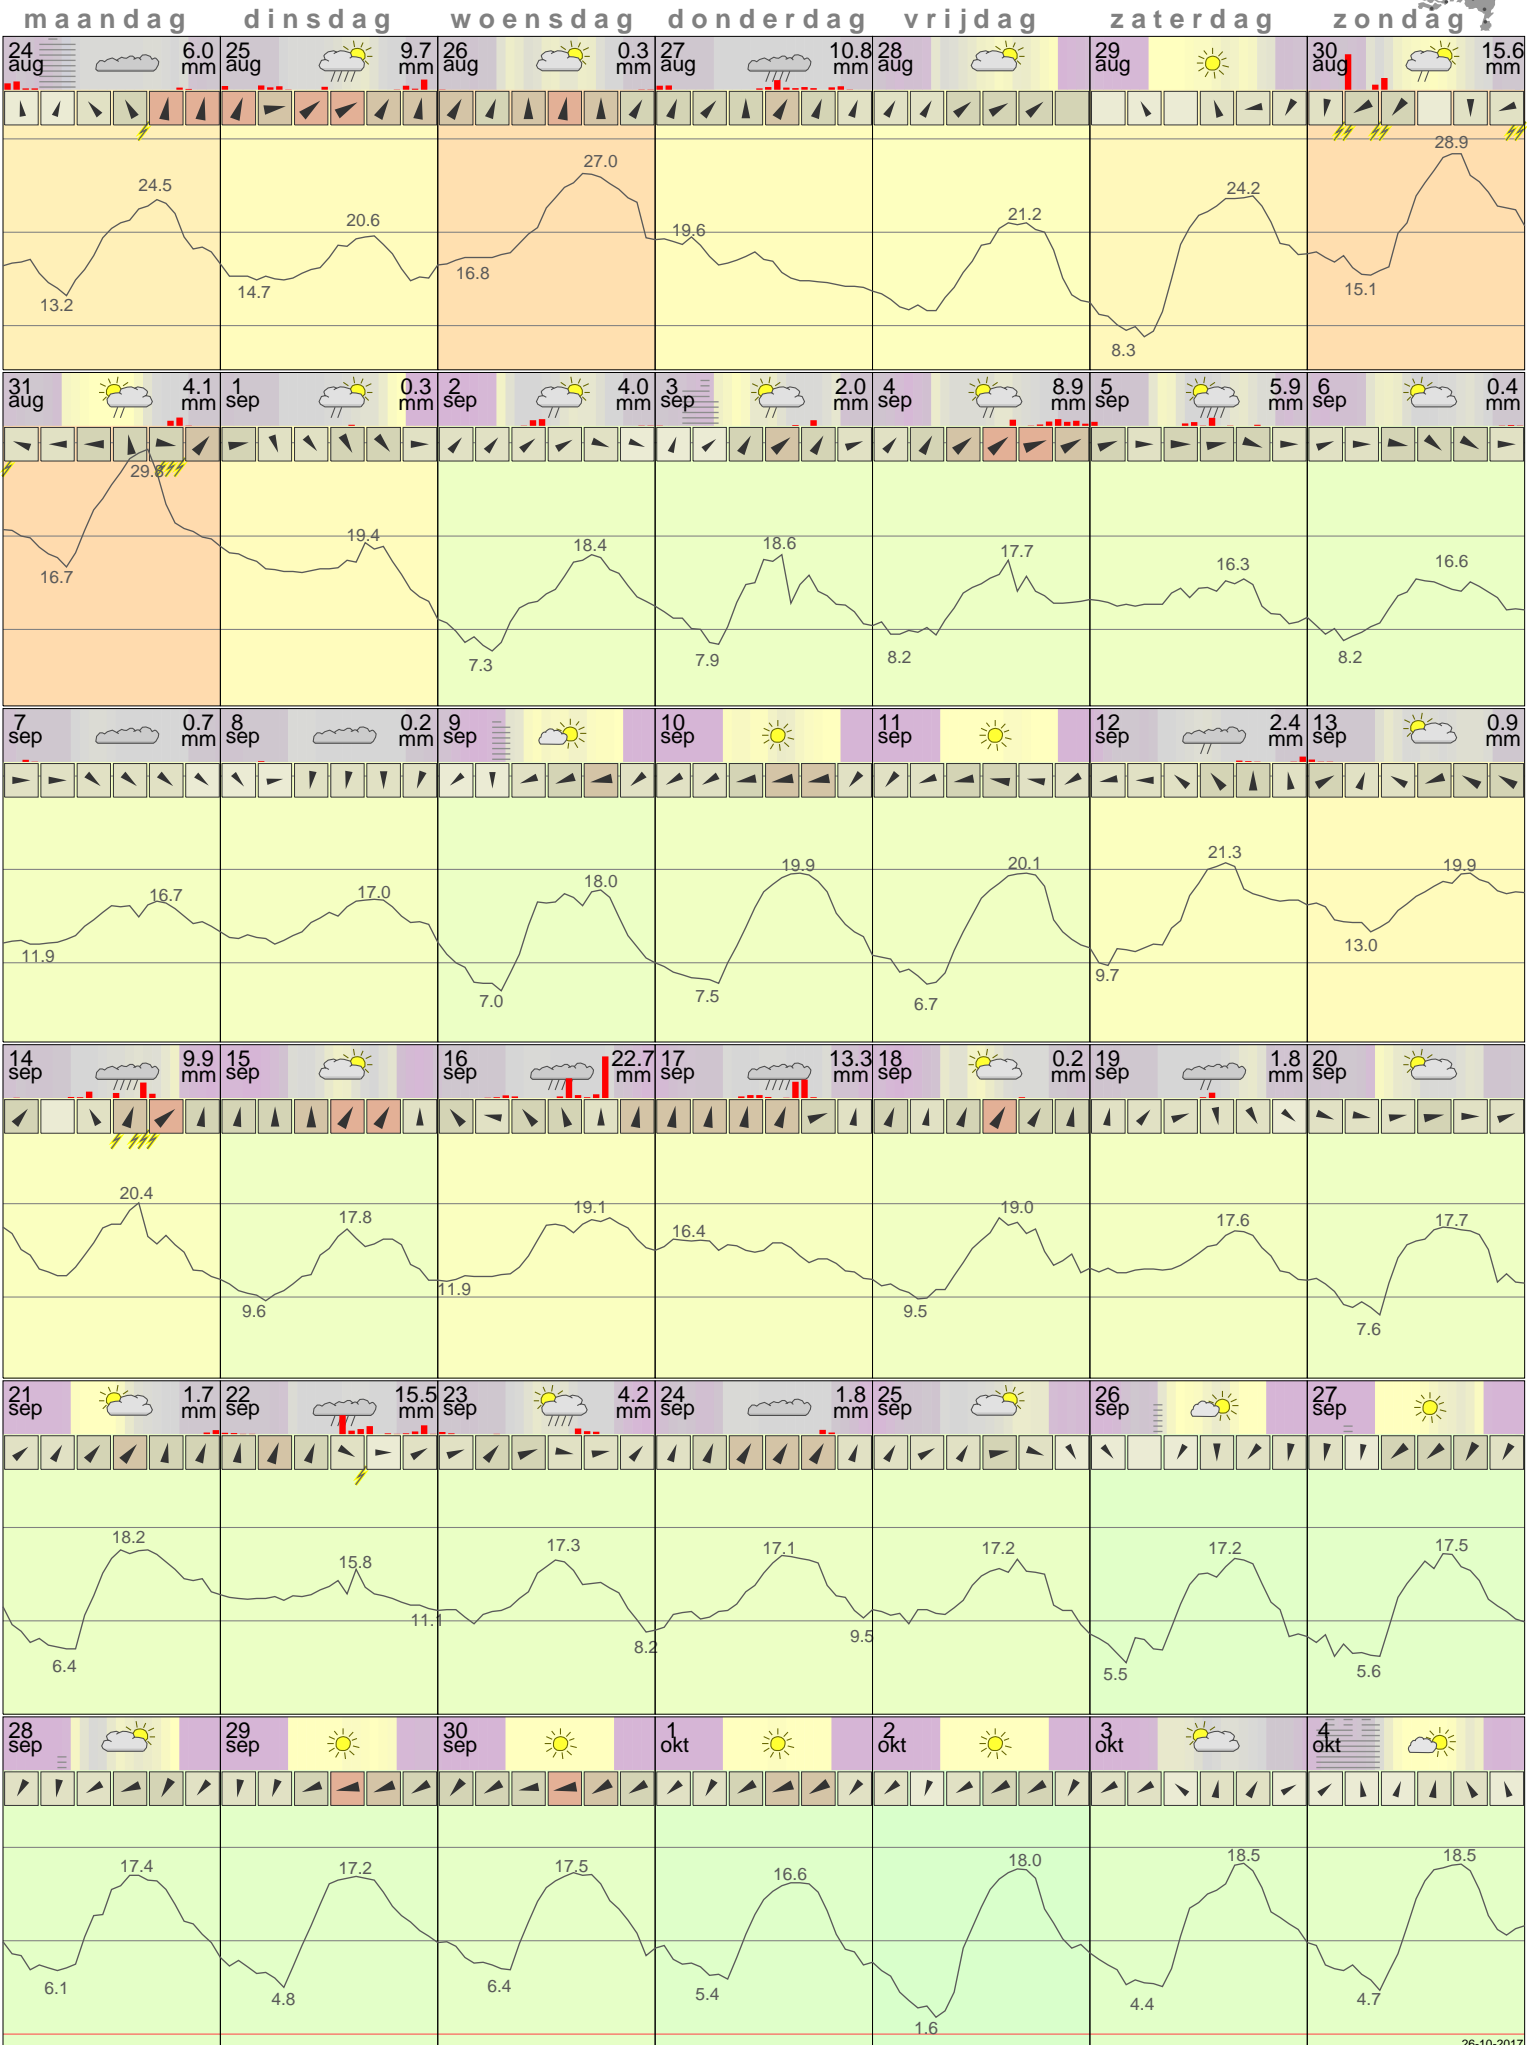 maandag dinsdag woensdag donderdag vrijdag zaterdag zondag
24 6.0 25 9.7 26 0.3 27 10.8 28 29 30 15.6
aug mm aug mm aug mm aug mm aug aug aug mm
28.9
27.0
24.5
24.2
21.2
20.6
19.6
16.8
15.1
14.7
13.2
8.3
31 4.1 1 0.3 2 4.0 3 2.0 4 8.9 5 5.9 6 0.4
aug mm sep mm sep mm sep mm sep mm sep mm sep mm
29.8
19.4
18.4 18.6
17.7
16.3 16.6
16.7
7.3 7.9 8.2 8.2
7 0.7 8 0.2 9 10 11 12 2.4 13 0.9
sep mm sep mm sep sep sep sep mm sep mm
21.3
19.9 20.1 19.9
16.7 17.0 18.0
13.0
11.9
9.7
7.0 7.5 6.7
14 9.9 15 16 22.7 17 13.3 18 0.2 19 1.8 20
sep mm sep sep mm sep mm sep mm sep mm sep
20.4
19.1 19.0
17.8 17.6 17.7
16.4
11.9
9.6 9.5
7.6
21 1.7 22 15.5 23 4.2 24 1.8 25 26 27
sep mm sep mm sep mm sep mm sep sep sep
18.2 17.3 17.1 17.2 17.2 17.5
15.8
11.1
9.5
8.2
6.4 5.5 5.6
28 29 30 1 2 3 4
sep sep sep okt okt okt okt
17.4 17.2 17.5 16.6 18.0 18.5 18.5
6.1 4.8 6.4 5.4 1.6 4.4 4.7
26-10-2017